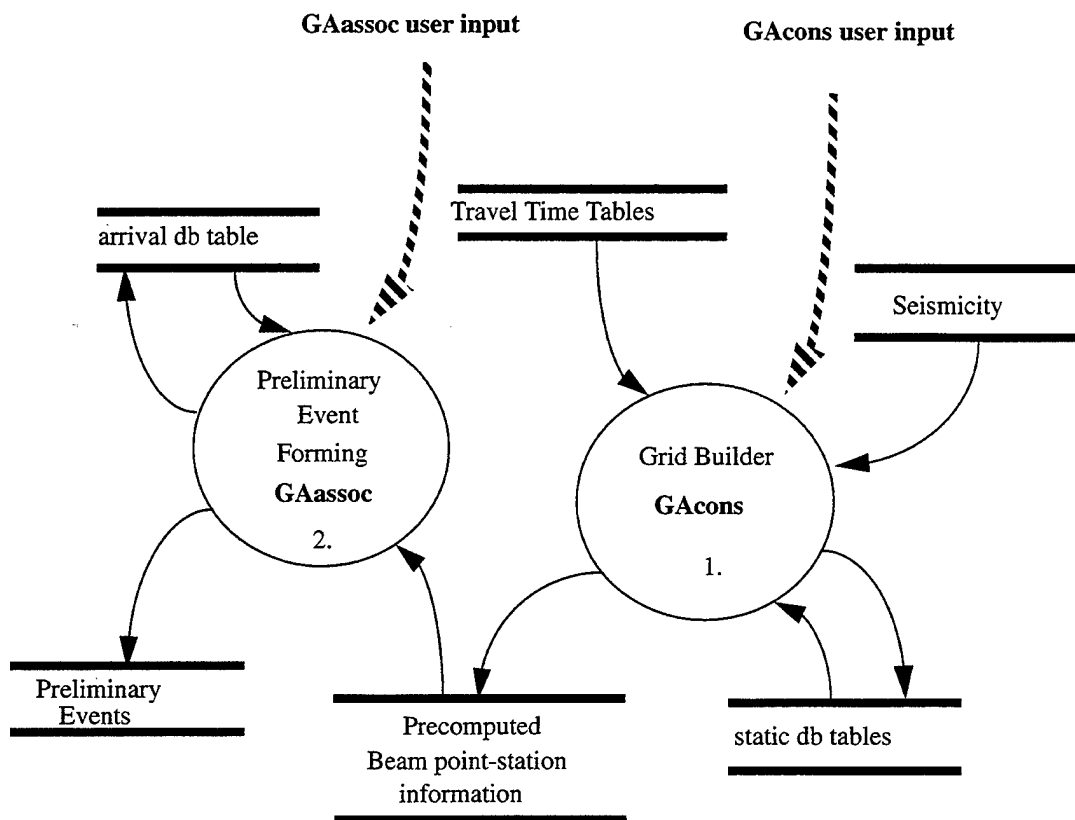 GAassoc user input
GAcons user input
Travel Time Tables
arrival db table
Seismicity
Preliminary
Event
Forming
GAassoc
2.
Grid Builder
GAcons
1.
Preliminary
Events
Precomputed
Beam point-station
information
static db tables